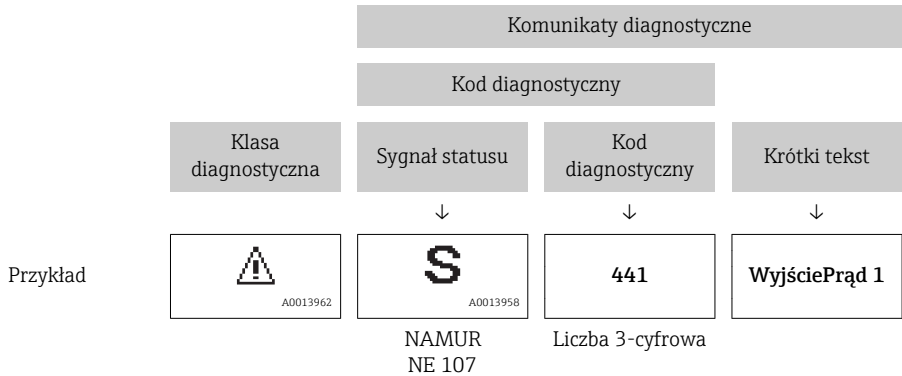 Komunikaty diagnostyczne
Kod diagnostyczny
Klasa
diagnostyczna
Sygnał statusu
Kod
diagnostyczny
Krótki tekst
↓ ↓ ↓
Przykład
A0013962
S
A0013958
441
WyjściePrąd 1
NAMUR
NE 107
Liczba 3-cyfrowa